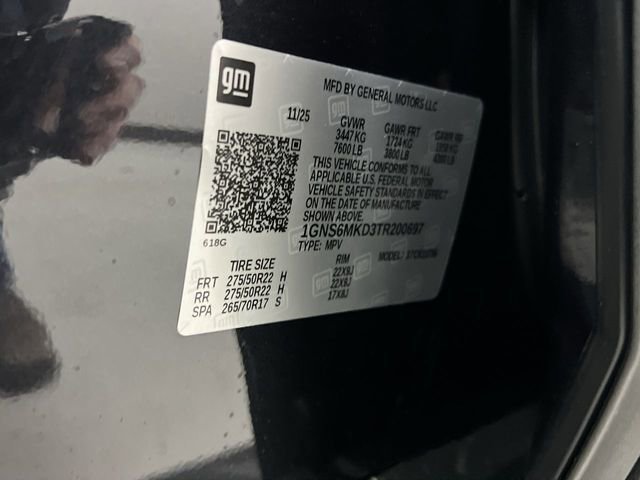 gm
MFD BY GENERAL MOTORS LLC
11/25
GVWR GAWR FRT GAWR RR
3447 KG 1724 KG
7600 LB 3800 LB
THIS VEHICLE CONFORMS TO ALL
APPLICABLE U.S. FEDERAL MOTOR
VEHICLE SAFETY STANDARDS IN EFFECT
ON THE DATE OF MANUFACTURE
SHOWN ABOVE.
1GNS6MKD3TR200697
618G
TYPE: MPV
TIRE SIZE RIM
FRT 275/50R22 H 22X9J
RR 275/50R22 H 22X9J
SPA 265/70R17 S 17X8J